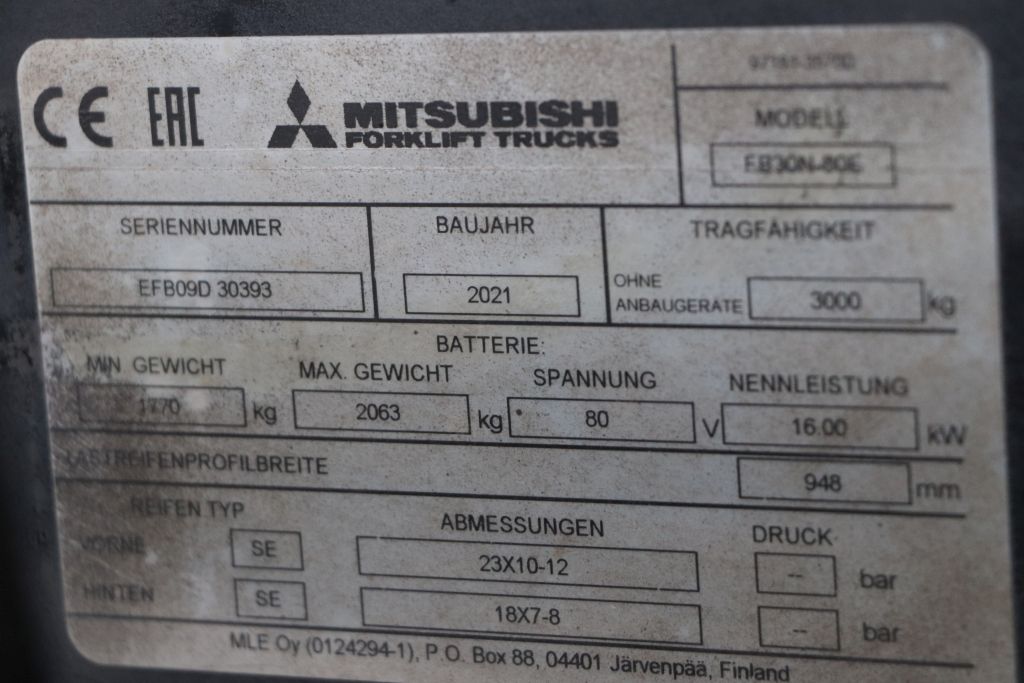 CE EAC MITSUBISHI
FORKLIFT TRUCKS
MODELL
FB30N-80E
SERIENNUMMER BAUJAHR TRAGFÄHIGKEIT
EFB09D 30393 2021 OHNE ANBAUGERATE 3000 kg
BATTERIE:
MIN. GEWICHT MAX. GEWICHT SPANNUNG NENNLEISTUNG
1770 kg 2063 kg 80 V 16.00 kW
LASTREIFENPROFILBREITE 948 mm
REIFEN TYP ABMESSUNGEN DRUCK
VORNE SE 23X10-12 -- bar
HINTEN SE 18X7-8 -- bar
MLE Oy (0124294-1), P.O. Box 88, 04401 Järvenpää, Finland